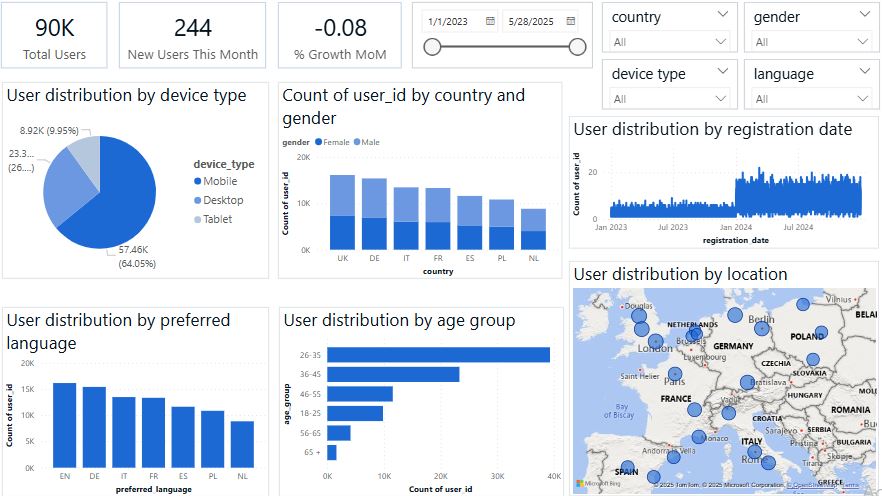 90K
Total Users
244
New Users This Month
-0.08
% Growth MoM
1/1/2023
5/28/2025
country
All
gender
All
device type
All
language
All
User distribution by device type
8.92K (9.95%)
23.3...
(26....)
57.46K
(64.05%)
device_type
Mobile
Desktop
Tablet
Count of user_id by country and
gender
gender Female Male
20K
10K
0K
Count of user_id
UK DE IT FR ES PL NL
country
User distribution by registration date
20
0
Count of user_id
Jan 2023 Jul 2023 Jan 2024 Jul 2024
registration_date
User distribution by preferred
language
20K
15K
10K
5K
0K
Count of user_id
EN DE IT FR ES PL NL
preferred_language
User distribution by age group
age_group
26-35
36-45
46-55
18-25
56-65
65 +
0K 10K 20K 30K 40K
Count of user_id
User distribution by location
Douglas
Vilnius
Berlin
BELA
NETHERLANDS
POLAND
London
Brussels
GERMANY
Luxembourg
CZECHIA
Saint Helier
Paris
SLOVAKIA
Bratislava
HUNGARY
FRANCE
Vaduz
Bay
of Biscay
CROATIA
ROMANIA
Monaco
Sarajevo
SERBIA
Andorra la Vella
ITALY
Pristina
BULGARIA
Rome
Skopje
Tirana
SPAIN
GREECE
Microsoft Bing
© 2025 TomTom, © 2025 Microsoft Corporation, © OpenStreetMap Terms